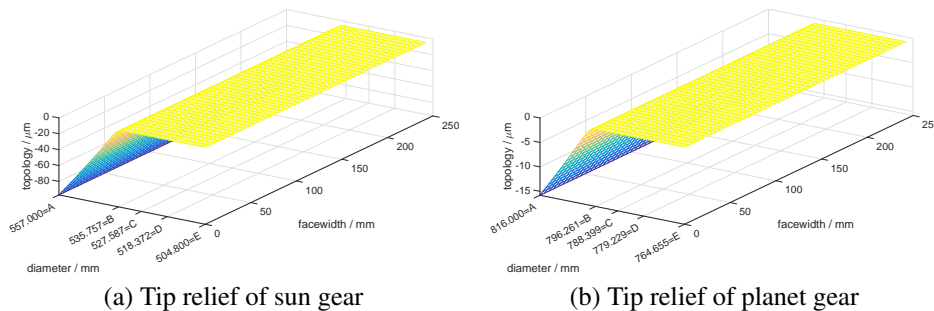 0
-20
-40
-60
-80
topology / μm
557.000=A
535.757=B
527.587=C
518.372=D
504.800=E
diameter / mm
0
50
100
150
200
250
facewidth / mm
(a) Tip relief of sun gear
0
-5
-10
-15
topology / μm
816.000=A
796.261=B
788.399=C
779.229=D
764.655=E
diameter / mm
0
50
100
150
200
25
facewidth / mm
(b) Tip relief of planet gear